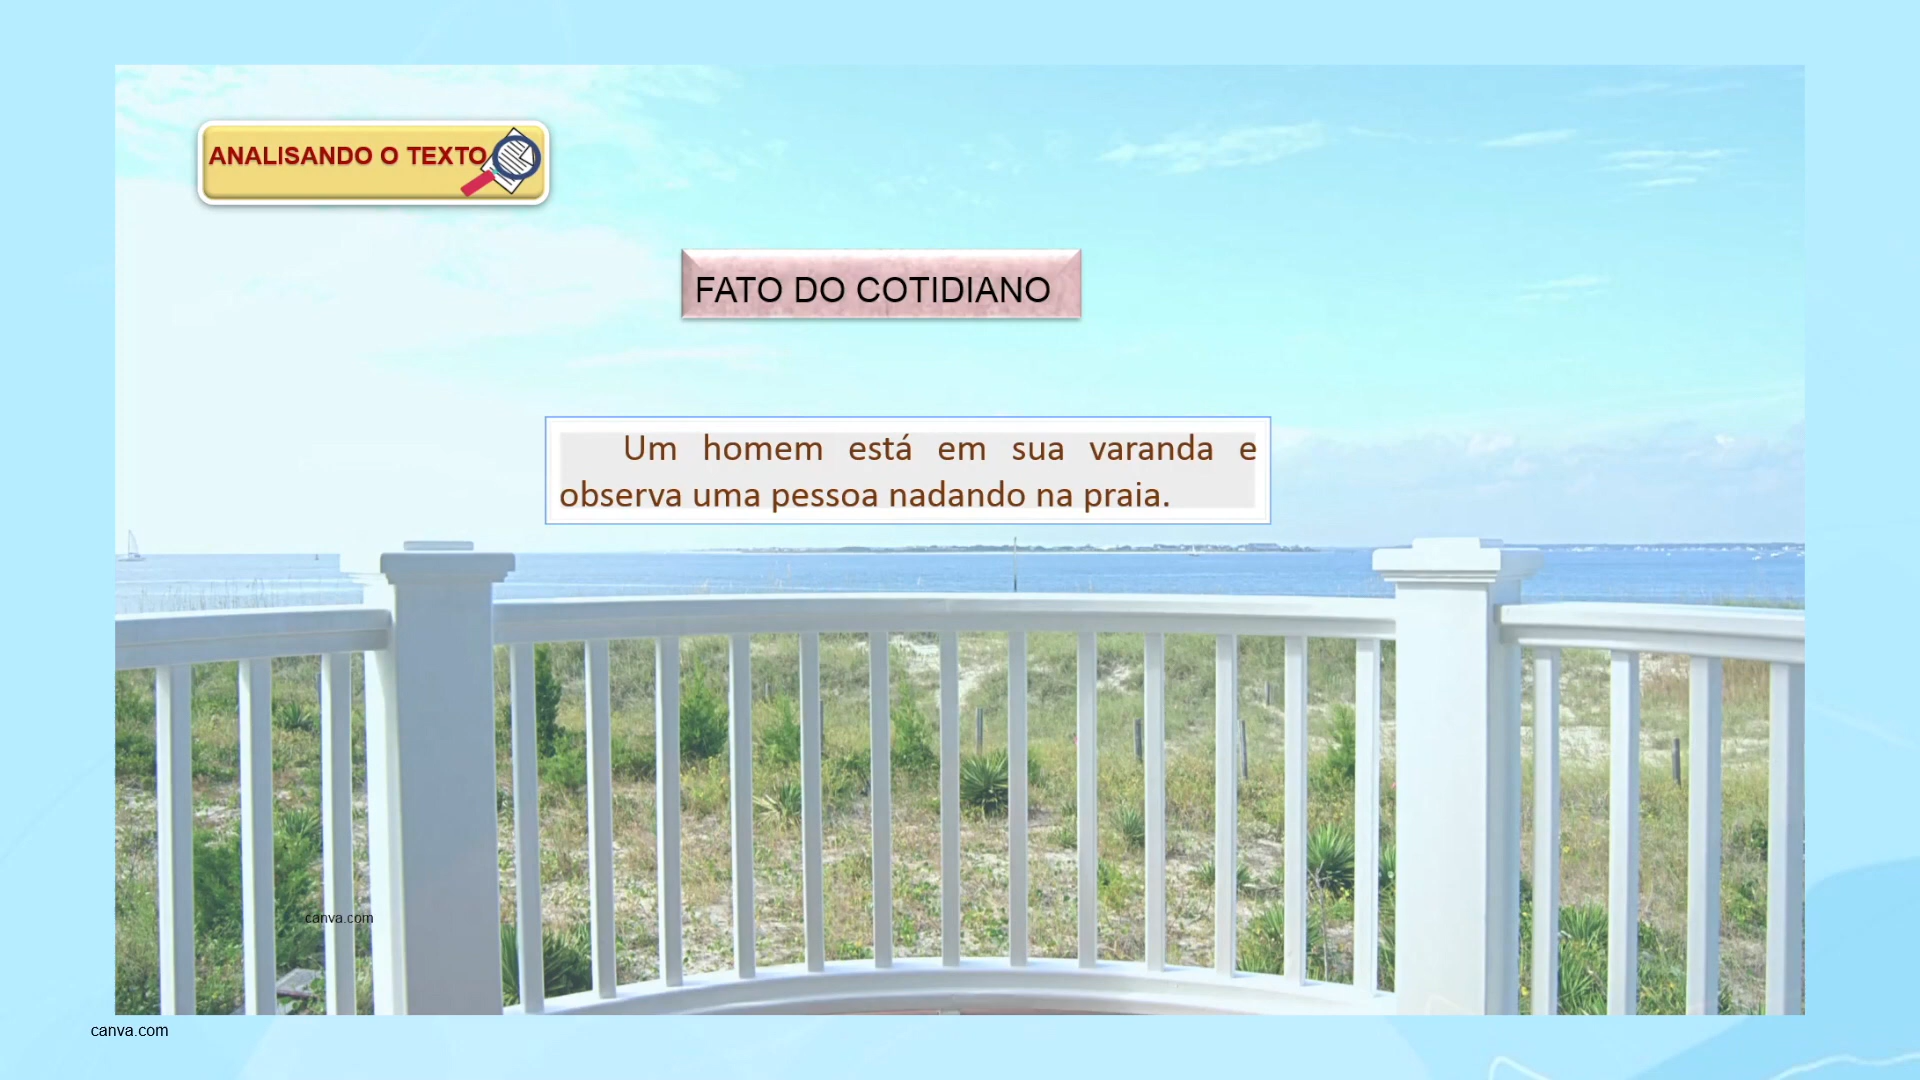 ANALISANDO O TEXTO
FATO DO COTIDIANO
Um homem está em sua varanda e
observa uma pessoa nadando na praia.
canva.com
canva.com